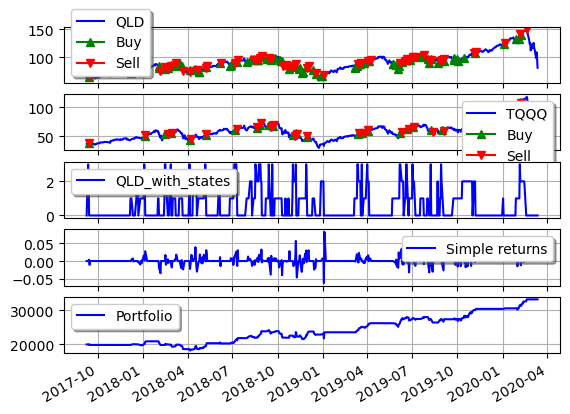 150
100
QLD
Buy
Sell
100
50
TQQQ
Buy
Sell
2
0
QLD_with_states
0.05
0.00
−0.05
Simple returns
30000
20000
Portfolio
2017-10 2018-01 2018-04 2018-07 2018-10 2019-01 2019-04 2019-07 2019-10 2020-01 2020-04